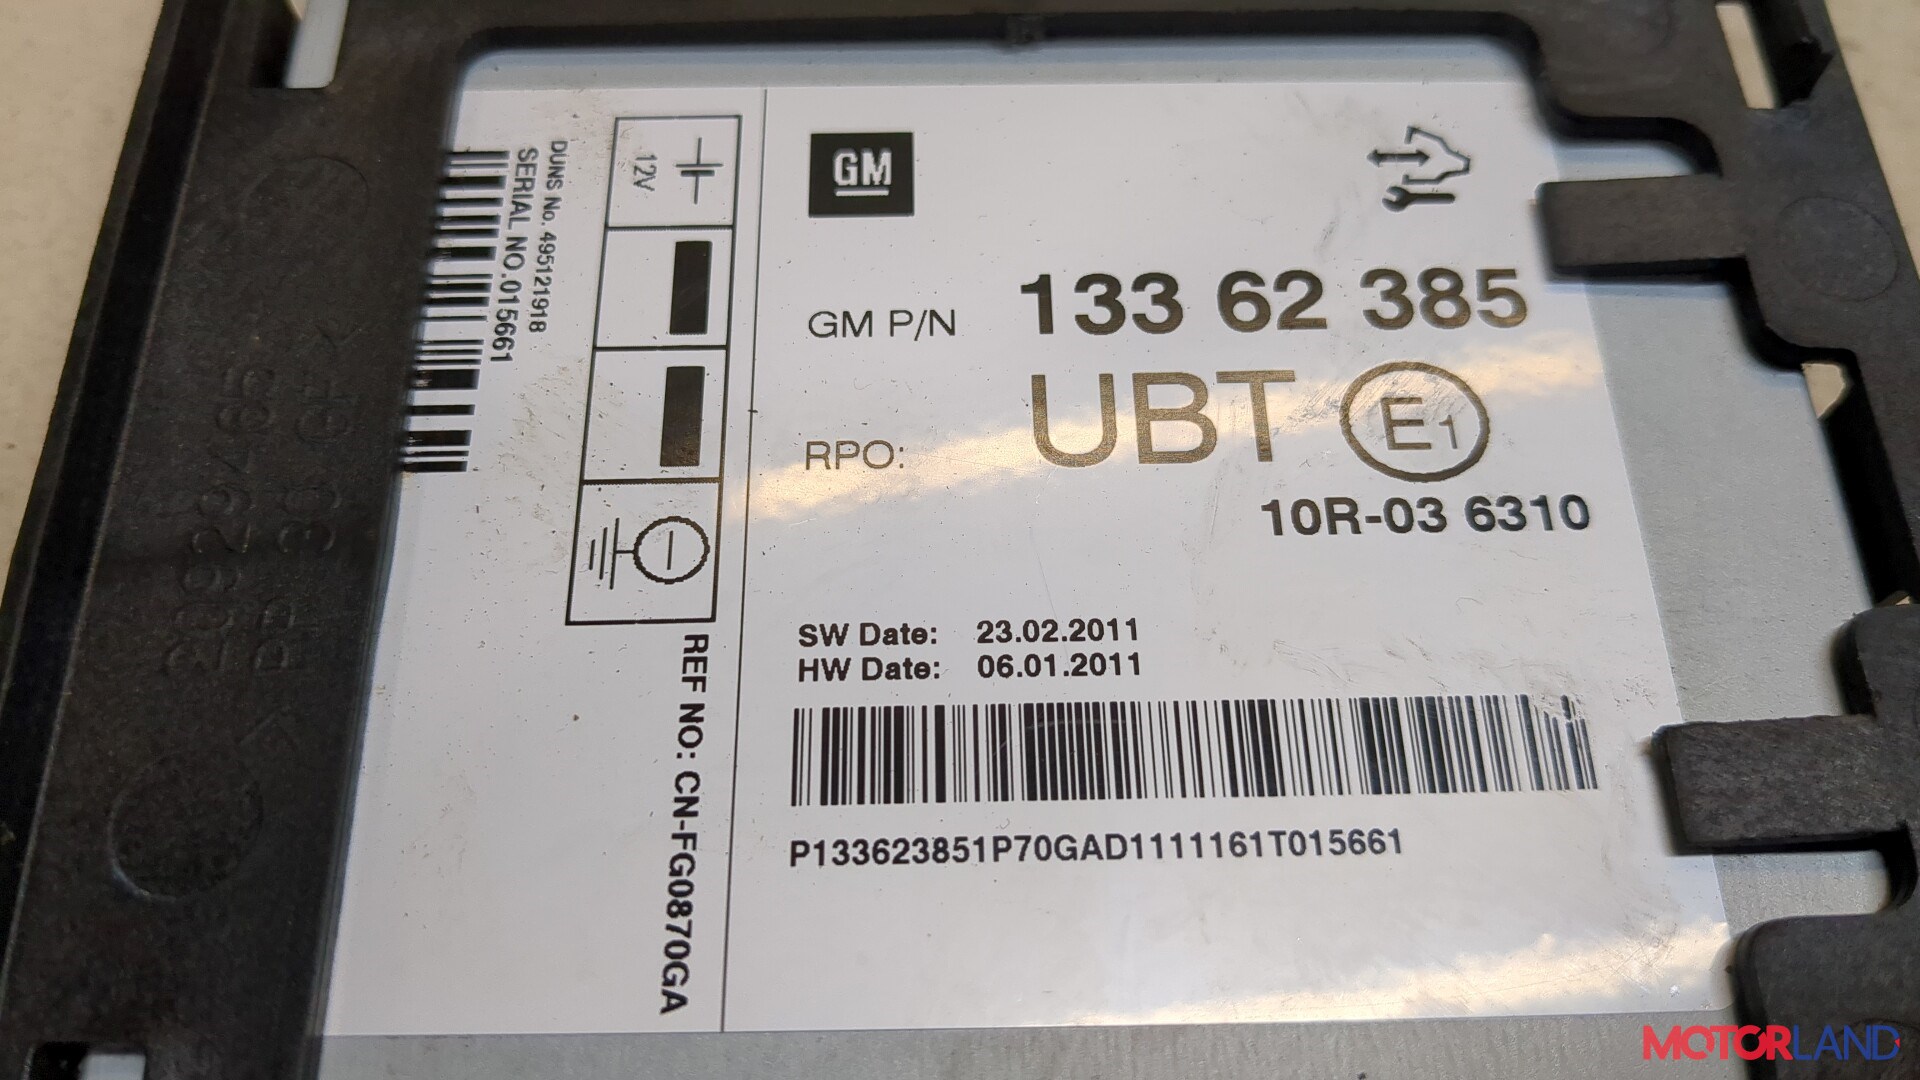 GM
GM P/N 133 62 385
RPO: UBT E1
10R-03 6310
SW Date: 23.02.2011
HW Date: 06.01.2011
P133623851P70GAD1111161T015661
12V
DUNS No. 495121918
SERIAL NO.015661
REF NO: CN-FG0870GA
MOTORLAND